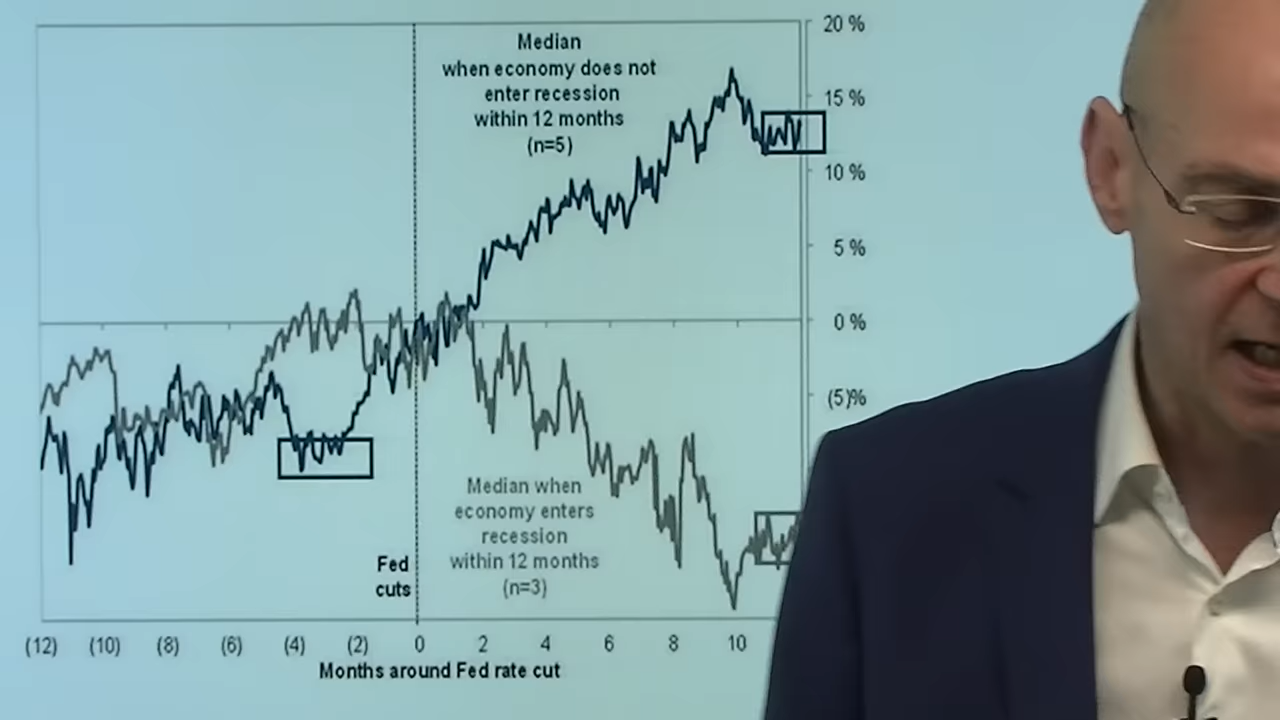 20 %
Median
when economy does not
enter recession
within 12 months
(n=5)
15 %
10 %
5 %
0 %
(5)%
Median when
economy enters
recession
within 12 months
(n=3)
Fed
cuts
(12) (10) (8) (6) (4) (2) 0 2 4 6 8 10
Months around Fed rate cut